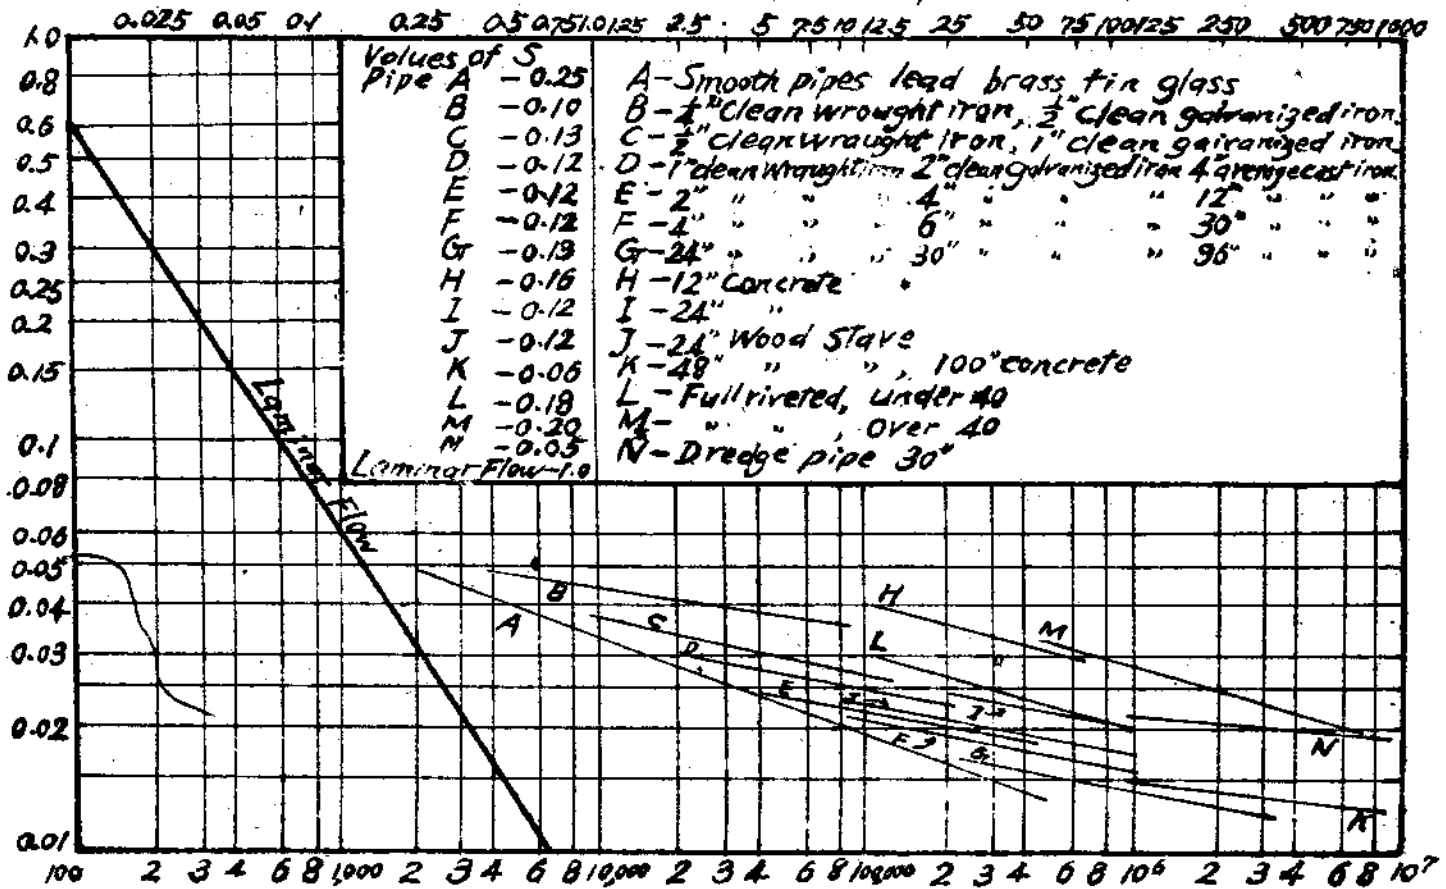 0.025 0.05 0.1 0.25 0.5 0.75 1.0 1.25 2.5 5 7.5 10 12.5 25 50 75 100 125 250 500 750 1000
1.0
0.8
0.6
0.5
0.4
0.3
0.25
0.2
0.15
0.1
0.08
0.06
0.05
0.04
0.03
0.02
0.01
Values of S
Pipe A - 0.25
B - 0.10
C - 0.13
D - 0.12
E - 0.12
F - 0.12
G - 0.19
H - 0.16
I - 0.12
J - 0.12
K - 0.06
L - 0.18
M - 0.20
N - 0.05
Laminar Flow - 1.0
A - Smooth pipes lead brass tin glass
B - clean wrought iron, 1/2" clean galvanized iron
C - 1/2" clean wraught iron, 1" clean galvanized iron
D - 1" clean wraught iron 2" clean galvanized iron 4" average cast iron
E - 2" " " 4" " " " 12" " " "
F - 4" " " 6" " " " 30" " " "
G - 24" " " 30" " " " 96" " " "
H - 12" Concrete
I - 24" "
J - 24" Wood Stave
K - 48" " ", 100" concrete
L - Full riveted, under 40
M - " ", over 40
N - Dredge pipe 30"
Laminar Flow
A
B
C
D
E
F J
G
H
I
L
M
N
K
100 2 3 4 6 8 1,000 2 3 4 6 8 10,000 2 3 4 6 8 100,000 2 3 4 6 8 10⁶ 2 3 4 6 8 10⁷